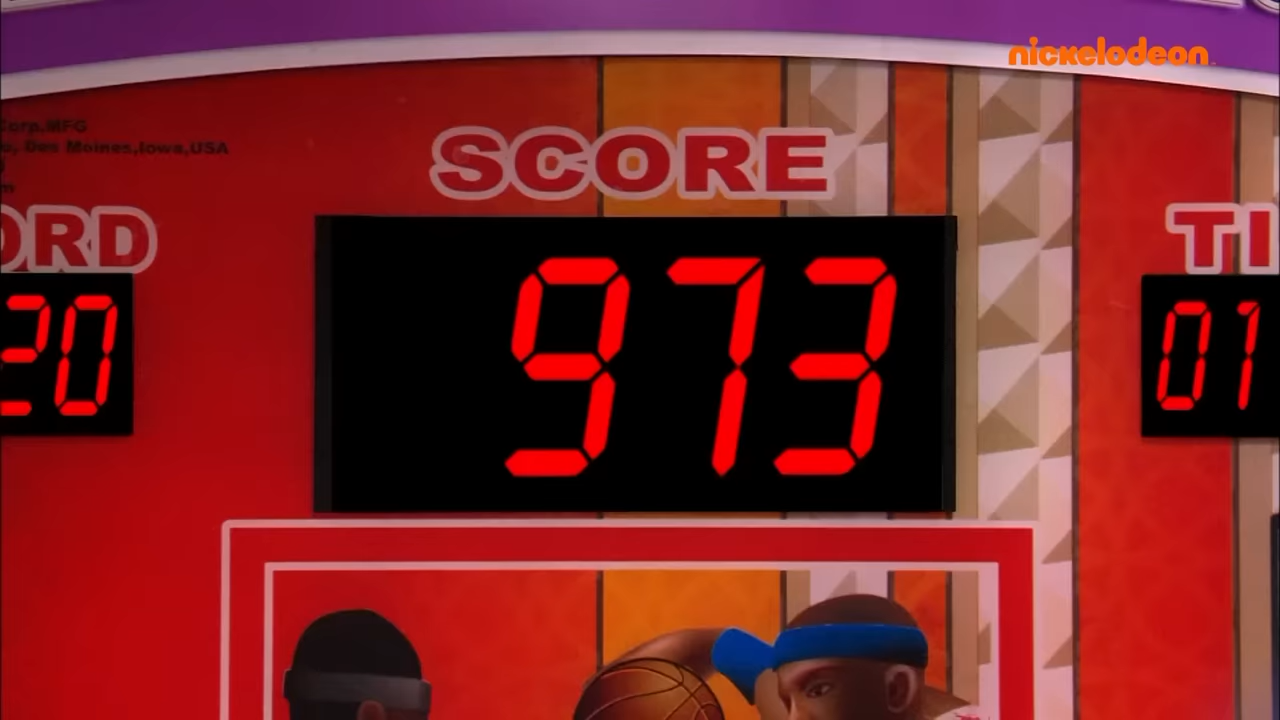 nickelodeon
Corp.MFG
Des Moines,Iowa,USA
SCORE
ORD
TI
973
20
01